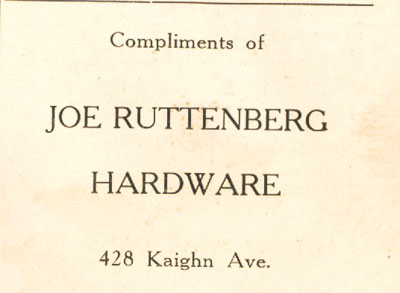 Compliments of
JOE RUTTENBERG
HARDWARE
428 Kaighn Ave.